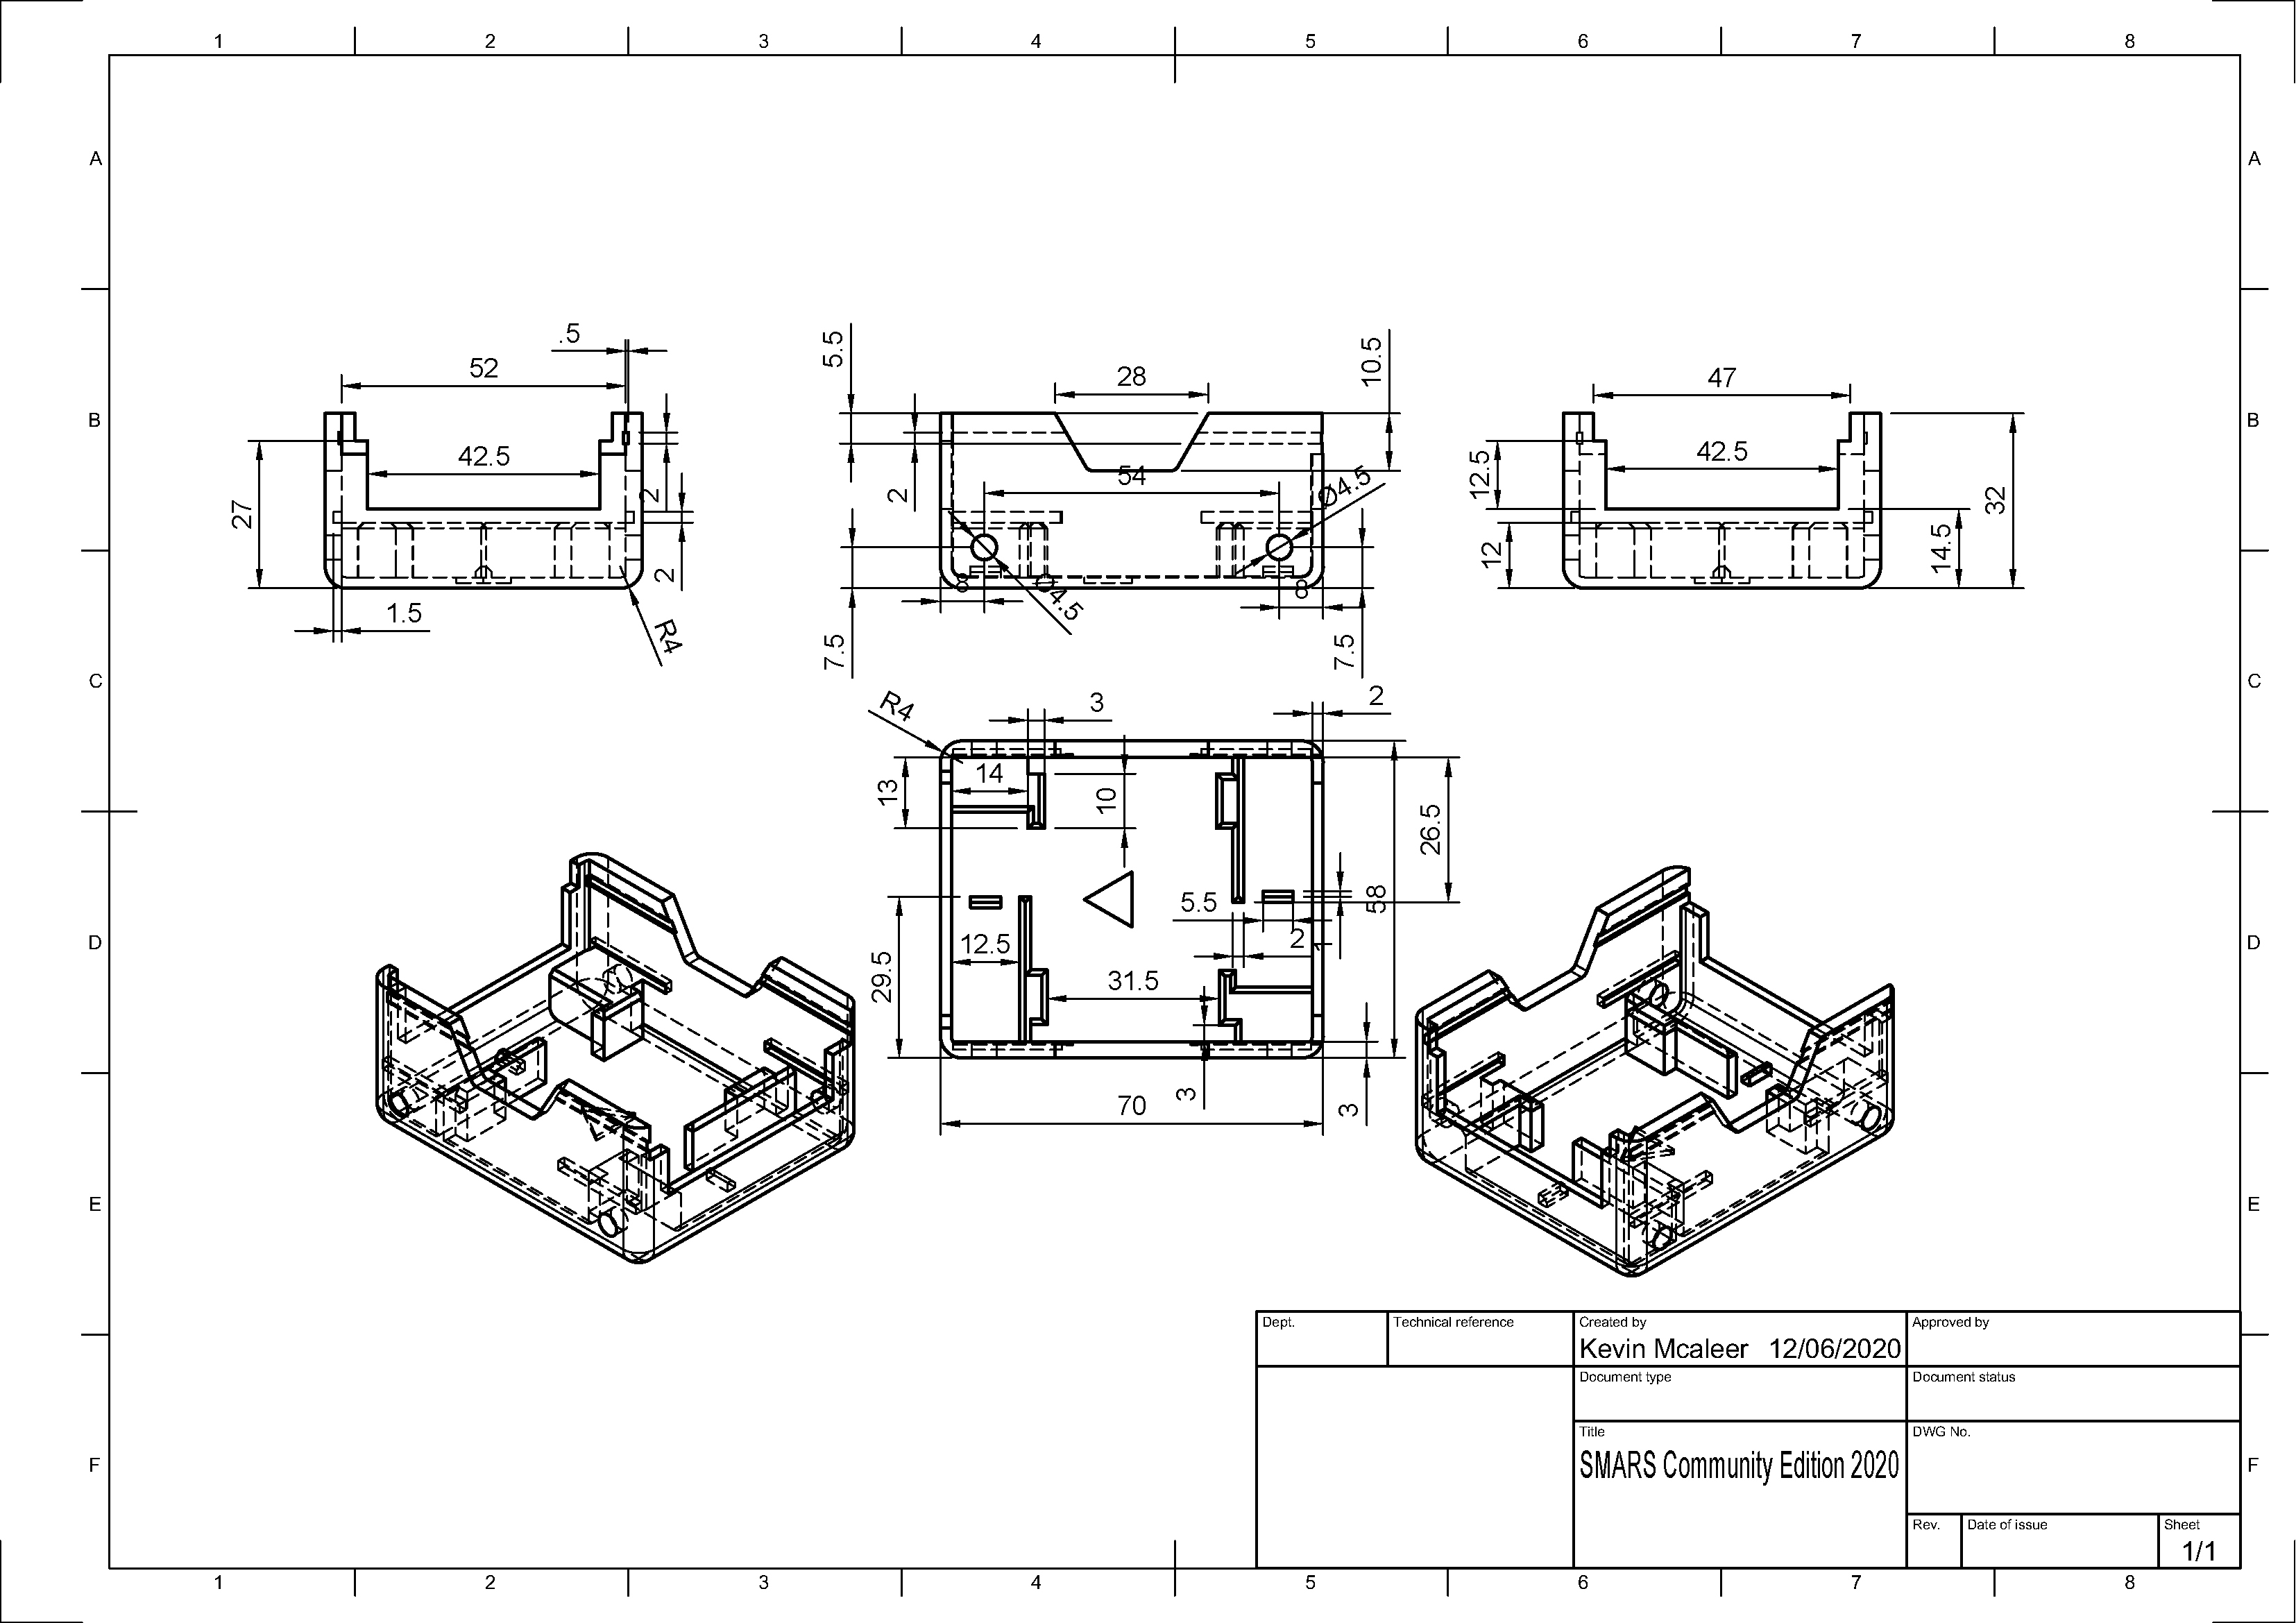 1 2 3 4 5 6 7 8
A A
.5
5.5
10.5
52
28
47
B B
42.5
42.5
12.5
54
Ø4.5
27
2
2
32
12
14.5
2
8
8
Ø4.5
1.5
R4
7.5
7.5
C C
R4
3
2
14
13
10
26.5
5.5
58
12.5
2
D D
29.5
31.5
3
70
3
E E
Dept.
Technical reference
Created by
Kevin Mcaleer 12/06/2020
Approved by
Document type
Document status
Title
SMARS Community Edition 2020
DWG No.
F F
Rev.
Date of issue
Sheet
1/1
1 2 3 4 5 6 7 8